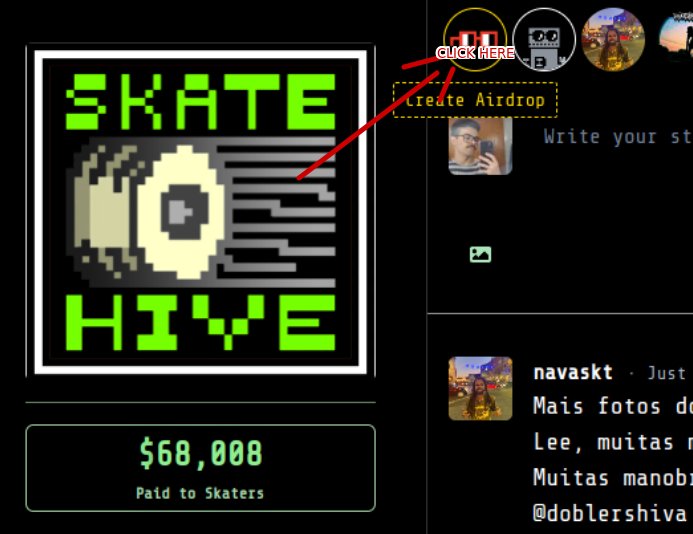 SKATE
HIVE
$68,008
Paid to Skaters
CLICK HERE
Create Airdrop
Write your st
navaskt · Just
Mais fotos do
Lee, muitas
Muitas manobr
@doblershiva